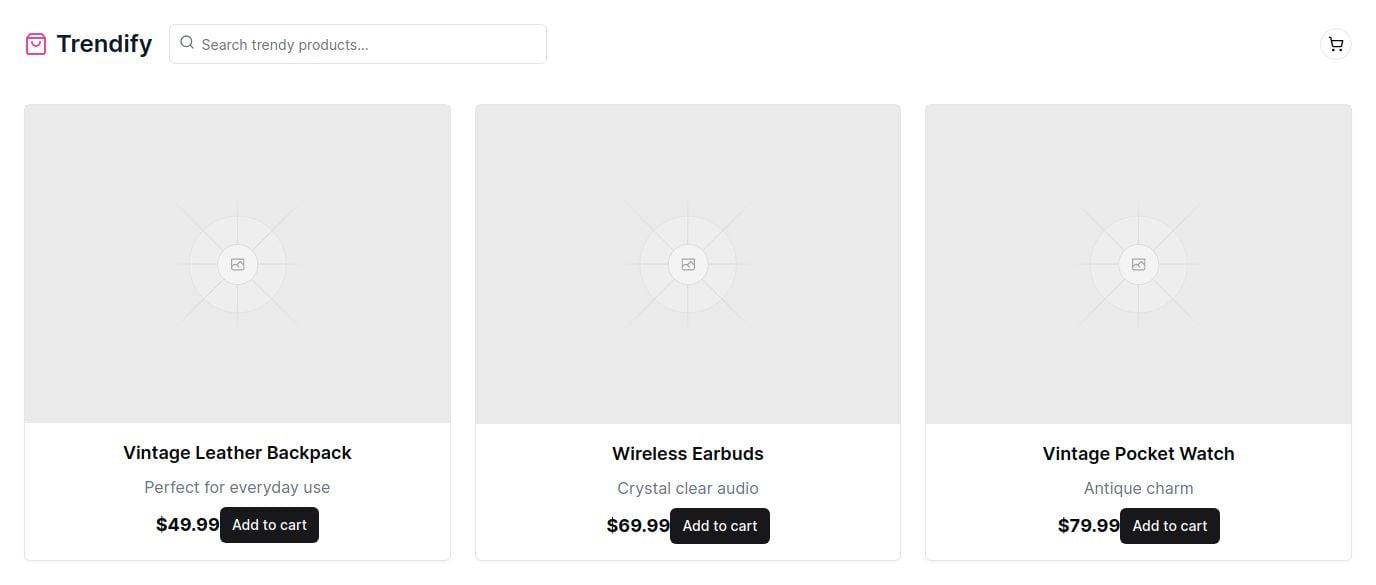 Trendify
Search trendy products...
Vintage Leather Backpack
Perfect for everyday use
$49.99 Add to cart
Wireless Earbuds
Crystal clear audio
$69.99 Add to cart
Vintage Pocket Watch
Antique charm
$79.99 Add to cart